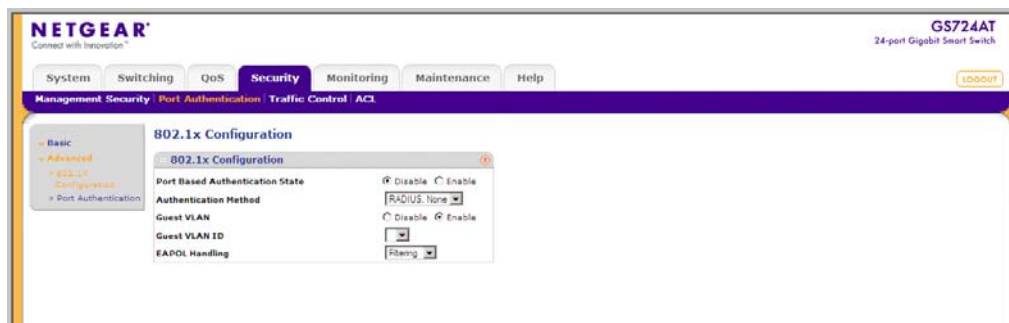 NETGEAR
Connect with Innovation™
GS724AT
24-port Gigabit Smart Switch
System Switching QoS Security Monitoring Maintenance Help
LOGOUT
Management Security Port Authentication Traffic Control ACL
Basic
Advanced
802.1X
Configuration
Port Authentication
802.1x Configuration
802.1x Configuration
Port Based Authentication State Disable Enable
Authentication Method RADIUS, None
Guest VLAN Disable Enable
Guest VLAN ID
EAPOL Handling Filtering